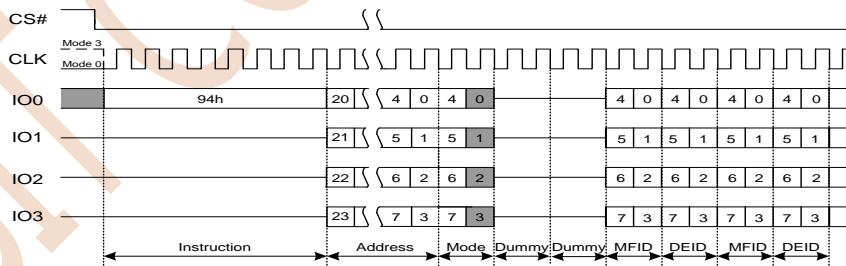 CS#
Mode 3
CLK
Mode 0
IO0 94h 20 4 0 4 0 4 0 4 0 4 0 4 0
IO1 21 5 1 5 1 5 1 5 1 5 1 5 1
IO2 22 6 2 6 2 6 2 6 2 6 2 6 2
IO3 23 7 3 7 3 7 3 7 3 7 3 7 3
Instruction Address Mode Dummy Dummy MFID DEID MFID DEID